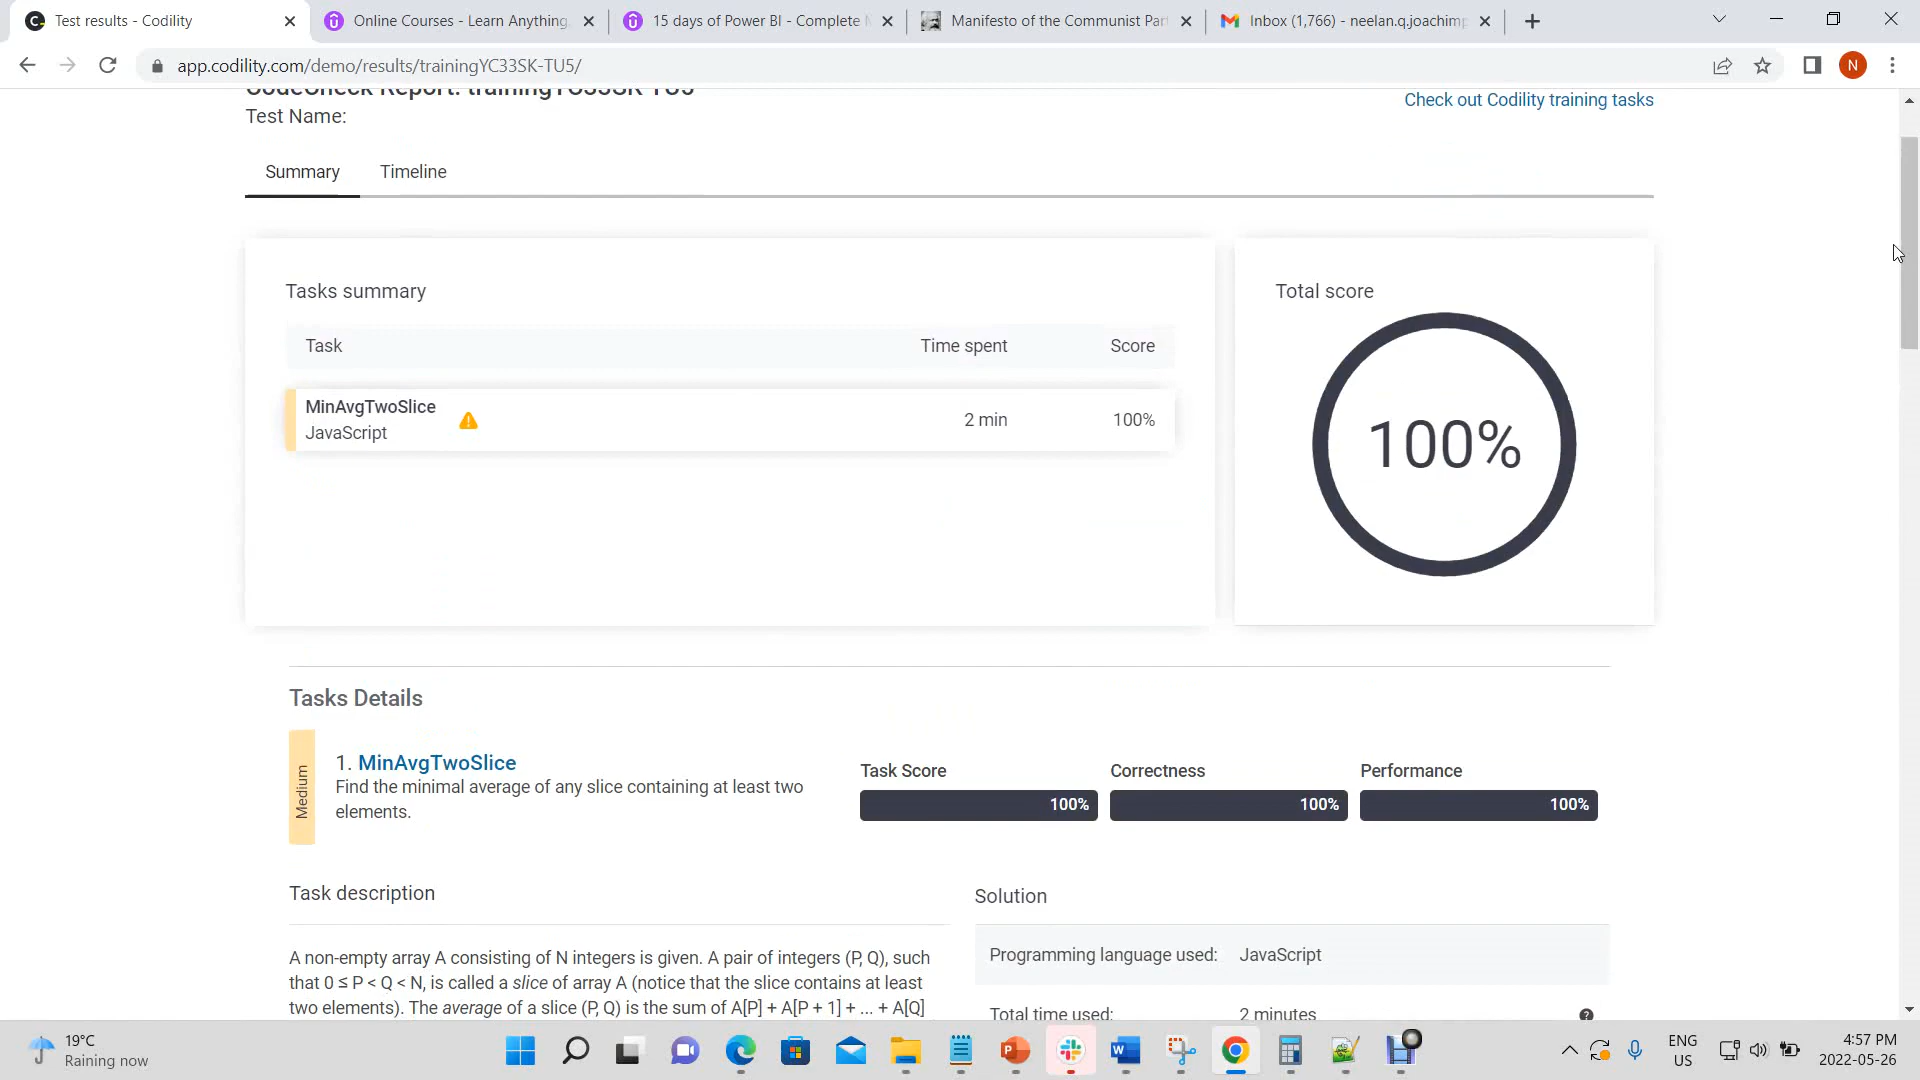 Test results - Codility
Online Courses - Learn Anything,
15 days of Power BI - Complete
Manifesto of the Communist Par
Inbox (1,766) - neelan.q.joachimp
app.codility.com/demo/results/trainingYC33SK-TU5/
N
CodeCheck Report: trainingYC33SK-TU5
Test Name:
Check out Codility training tasks
Summary
Timeline
Tasks summary
Task
Time spent
Score
MinAvgTwoSlice
JavaScript
2 min
100%
Total score
100%
Tasks Details
Medium
1. MinAvgTwoSlice
Find the minimal average of any slice containing at least two
elements.
Task Score
Correctness
Performance
100%
100%
100%
Task description
A non-empty array A consisting of N integers is given. A pair of integers (P, Q), such
that 0 ≤ P < Q < N, is called a slice of array A (notice that the slice contains at least
two elements). The average of a slice (P, Q) is the sum of A[P] + A[P + 1] + ... + A[Q]
Solution
Programming language used: JavaScript
Total time used: 2 minutes
19°C
Raining now
ENG
US
4:57 PM
2022-05-26